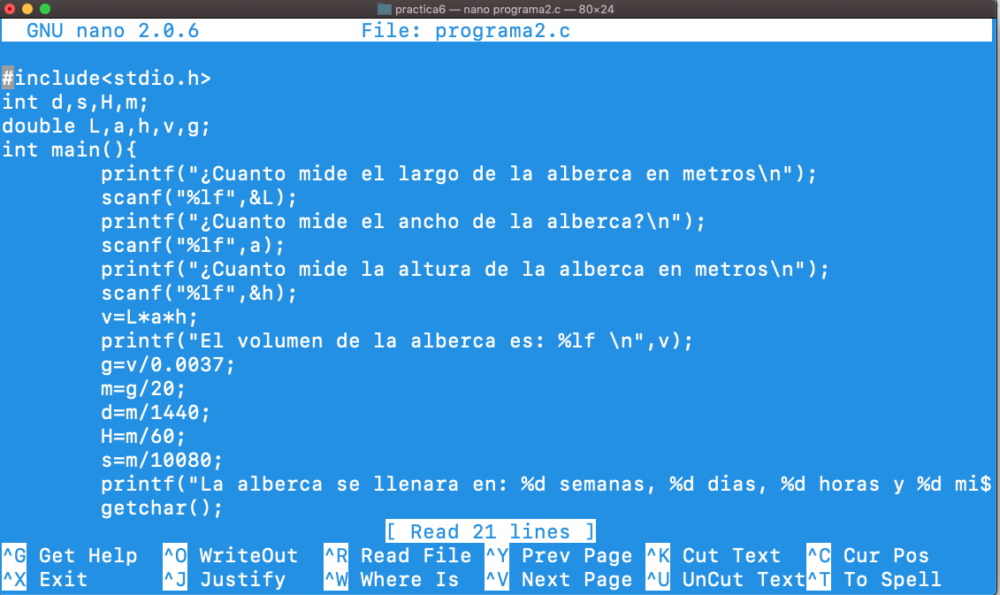 practica6 — nano programa2.c — 80×24
GNU nano 2.0.6 File: programa2.c
#include<stdio.h>
int d,s,H,m;
double L,a,h,v,g;
int main(){
printf("¿Cuanto mide el largo de la alberca en metros\n");
scanf("%lf",&L);
printf("¿Cuanto mide el ancho de la alberca?\n");
scanf("%lf",a);
printf("¿Cuanto mide la altura de la alberca en metros\n");
scanf("%lf",&h);
v=L*a*h;
printf("El volumen de la alberca es: %lf \n",v);
g=v/0.0037;
m=g/20;
d=m/1440;
H=m/60;
s=m/10080;
printf("La alberca se llenara en: %d semanas, %d dias, %d horas y %d mi$
getchar();
[ Read 21 lines ]
^G Get Help ^O WriteOut ^R Read File ^Y Prev Page ^K Cut Text ^C Cur Pos
^X Exit ^J Justify ^W Where Is ^V Next Page ^U UnCut Text ^T To Spell